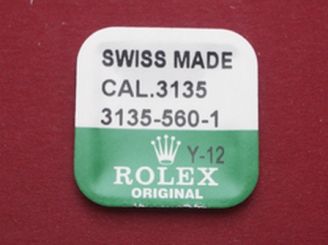 SWISS MADE
CAL.3135
3135-560-1
Y-12
ROLEX
ORIGINAL